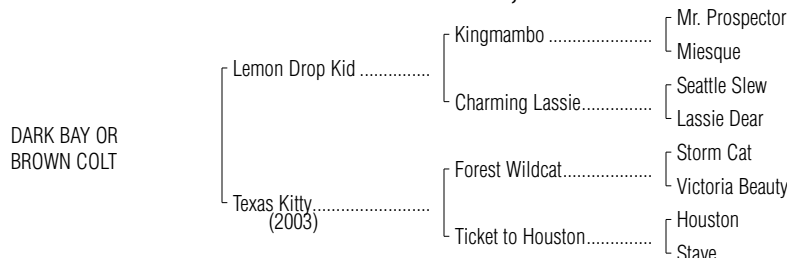 Mr. Prospector
Kingmambo
Miesque
Lemon Drop Kid
Seattle Slew
Charming Lassie
Lassie Dear
DARK BAY OR
BROWN COLT
Storm Cat
Forest Wildcat
Victoria Beauty
Texas Kitty
(2003)
Houston
Ticket to Houston
Stave